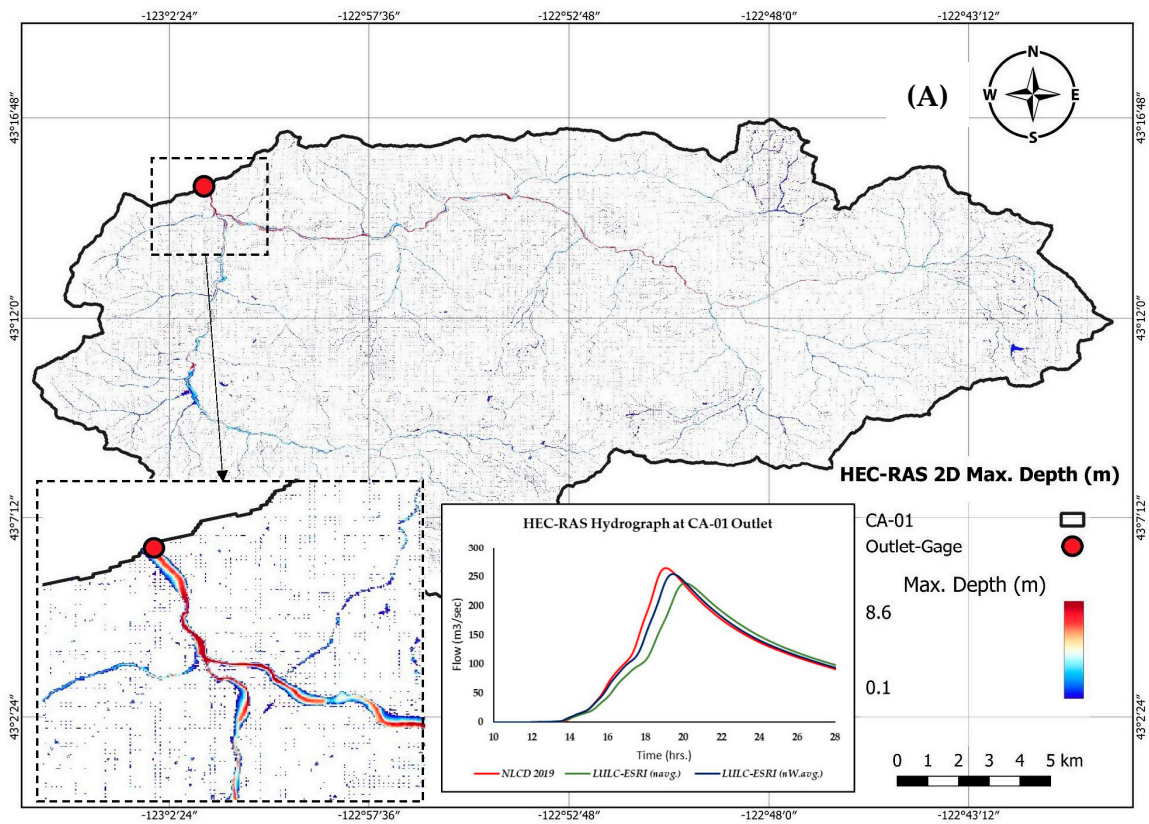 -123°2′24″ -122°57′36″ -122°52′48″ -122°48′0″ -122°43′12″
N
W E
S
(A)
43°16′48″ 43°16′48″
43°12′0″ 43°12′0″
HEC-RAS 2D Max. Depth (m)
43°7′12″ 43°7′12″
CA-01
Outlet-Gage
Max. Depth (m)
8.6
0.1
HEC-RAS Hydrograph at CA-01 Outlet
Flow (m3/sec)
300
250
200
150
100
50
0
10 12 14 16 18 20 22 24 26 28
Time (hrs.)
NLCD 2019 LULC-ESRI (navg.) LULC-ESRI (nW.avg.)
43°2′24″ 43°2′24″
0 1 2 3 4 5 km
-123°2′24″ -122°57′36″ -122°52′48″ -122°48′0″ -122°43′12″